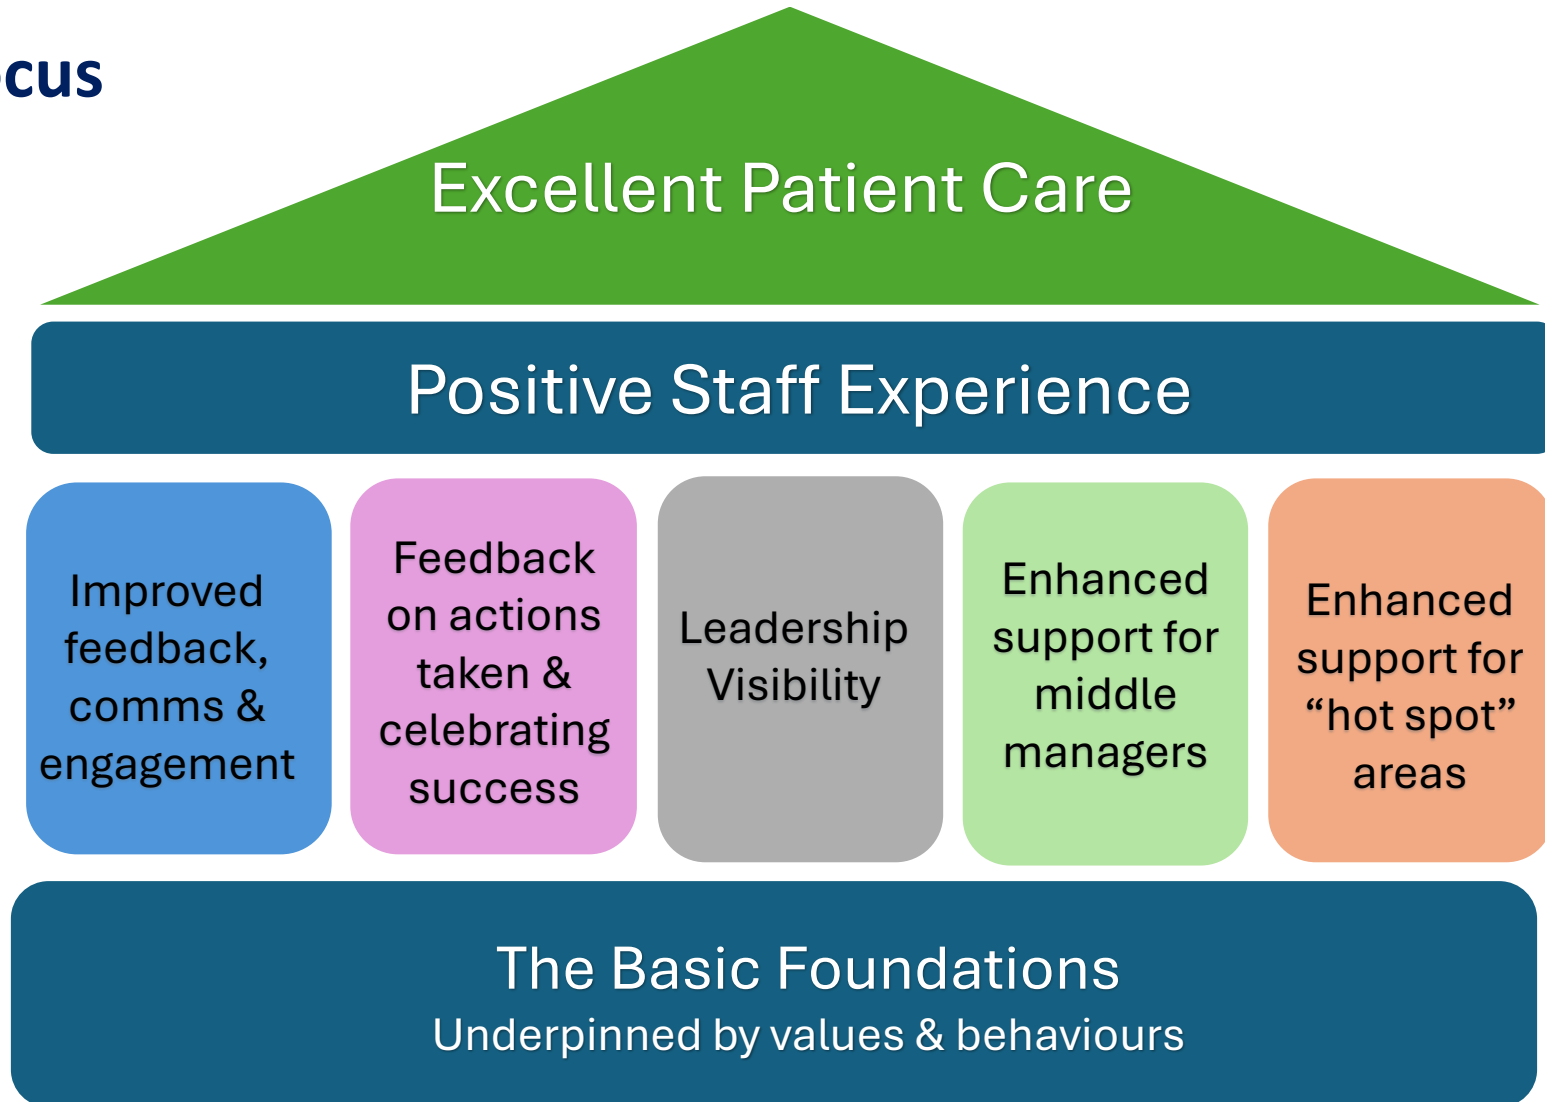 cus
Excellent Patient Care
Positive Staff Experience
Improved
feedback,
comms &
engagement
Feedback
on actions
taken &
celebrating
success
Leadership
Visibility
Enhanced
support for
middle
managers
Enhanced
support for
“hot spot”
areas
The Basic Foundations
Underpinned by values & behaviours